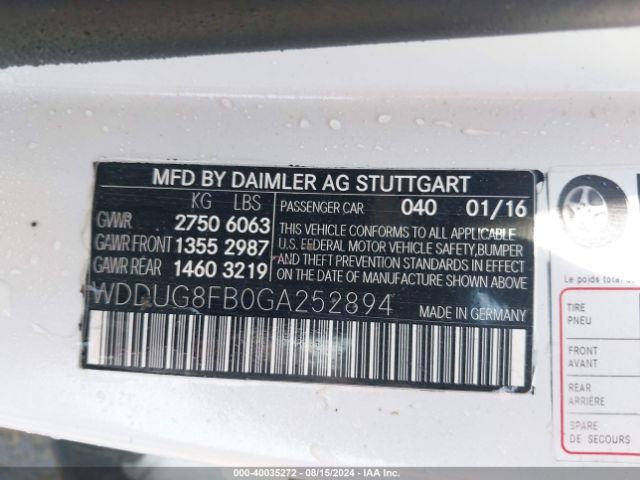 MFD BY DAIMLER AG STUTTGART
KG LBS
GVWR 2750 6063
GAWR FRONT 1355 2987
GAWR REAR 1460 3219
PASSENGER CAR 040 01/16
THIS VEHICLE CONFORMS TO ALL APPLICABLE
U.S. FEDERAL MOTOR VEHICLE SAFETY,BUMPER
AND THEFT PREVENTION STANDARDS IN EFFECT
ON THE DATE OF MANUFACTURE SHOWN ABOVE.
WDDUG8FB0GA252894
MADE IN GERMANY
Le poids total
TIRE
PNEU
FRONT
AVANT
REAR
ARRIÈRE
SPARE
DE SECOURS
000-40035272 - 08/15/2024 - IAA Inc.